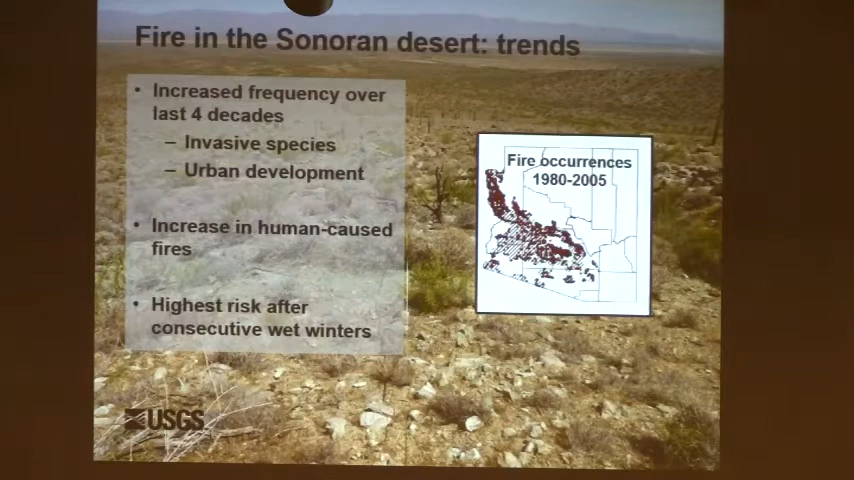 Fire in the Sonoran desert: trends
• Increased frequency over
last 4 decades
– Invasive species
– Urban development
• Increase in human-caused
fires
• Highest risk after
consecutive wet winters
Fire occurrences
1980-2005
USGS